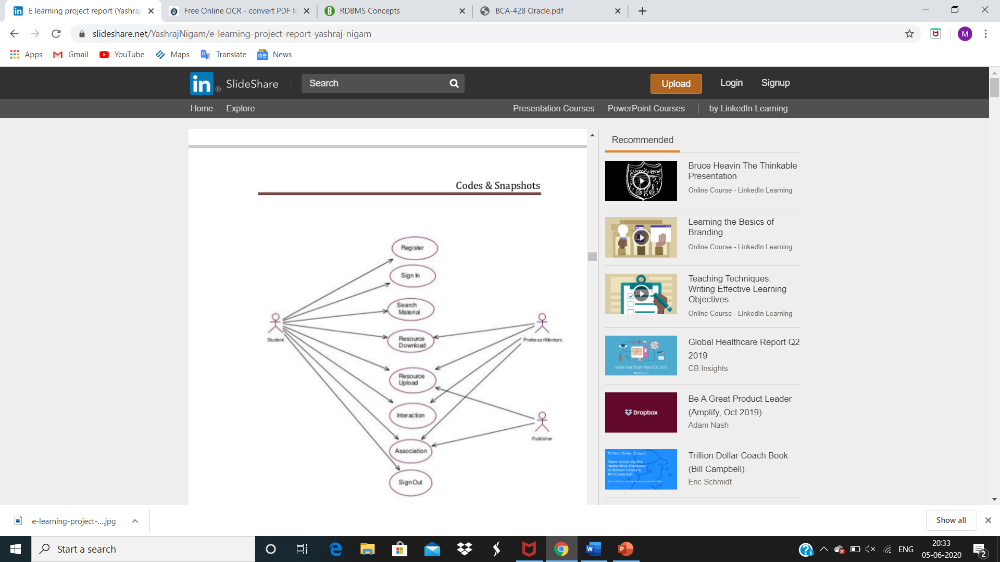 E learning project report (Yashraj
Free Online OCR - convert PDF to
RDBMS Concepts
BCA-428 Oracle.pdf
slideshare.net/YashrajNigam/e-learning-project-report-yashraj-nigam
M
Apps
Gmail
YouTube
Maps
Translate
News
in
SlideShare
Search
Upload
Login
Signup
Home
Explore
Presentation Courses
PowerPoint Courses
by LinkedIn Learning
Codes & Snapshots
Register
Sign In
Search
Material
Resource
Download
Resource
Upload
Interaction
Association
Sign Out
Student
Professor/Mentors
Publisher
Recommended
curiosity agent
Bruce Heavin The Thinkable
Presentation
Online Course - LinkedIn Learning
Learning the Basics of
Branding
Online Course - LinkedIn Learning
Teaching Techniques:
Writing Effective Learning
Objectives
Online Course - LinkedIn Learning
Global Healthcare Report Q2 2019
Global Healthcare Report Q2
2019
CB Insights
Dropbox
Be A Great Product Leader
(Amplify, Oct 2019)
Adam Nash
Trillion Dollar Coach
Open-sourcing the
leadership playbook
of Silicon Valley's
Bill Campbell
Trillion Dollar Coach Book
(Bill Campbell)
Eric Schmidt
e-learning-project-....jpg
Show all
Start a search
ENG
20:33
05-06-2020
2